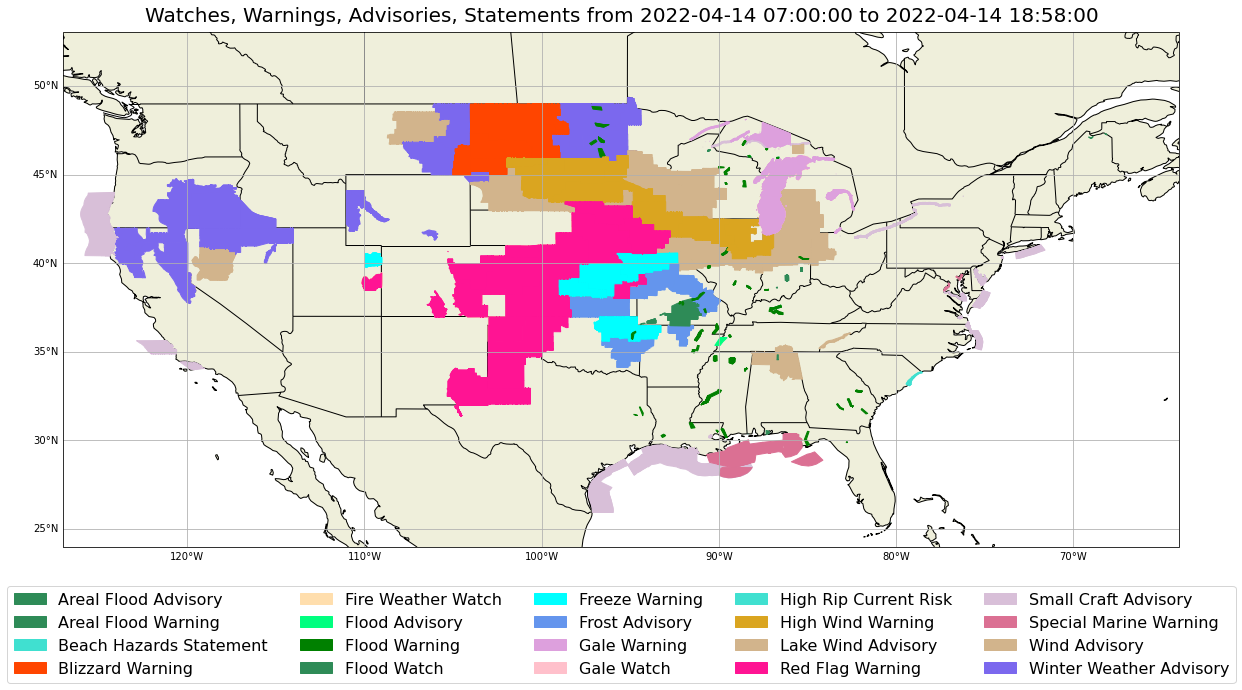 Watches, Warnings, Advisories, Statements from 2022-04-14 07:00:00 to 2022-04-14 18:58:00
50°N
45°N
40°N
35°N
30°N
25°N
120°W 110°W 100°W 90°W 80°W 70°W
Areal Flood Advisory Fire Weather Watch Freeze Warning High Rip Current Risk Small Craft Advisory
Areal Flood Warning Flood Advisory Frost Advisory High Wind Warning Special Marine Warning
Beach Hazards Statement Flood Warning Gale Warning Lake Wind Advisory Wind Advisory
Blizzard Warning Flood Watch Gale Watch Red Flag Warning Winter Weather Advisory